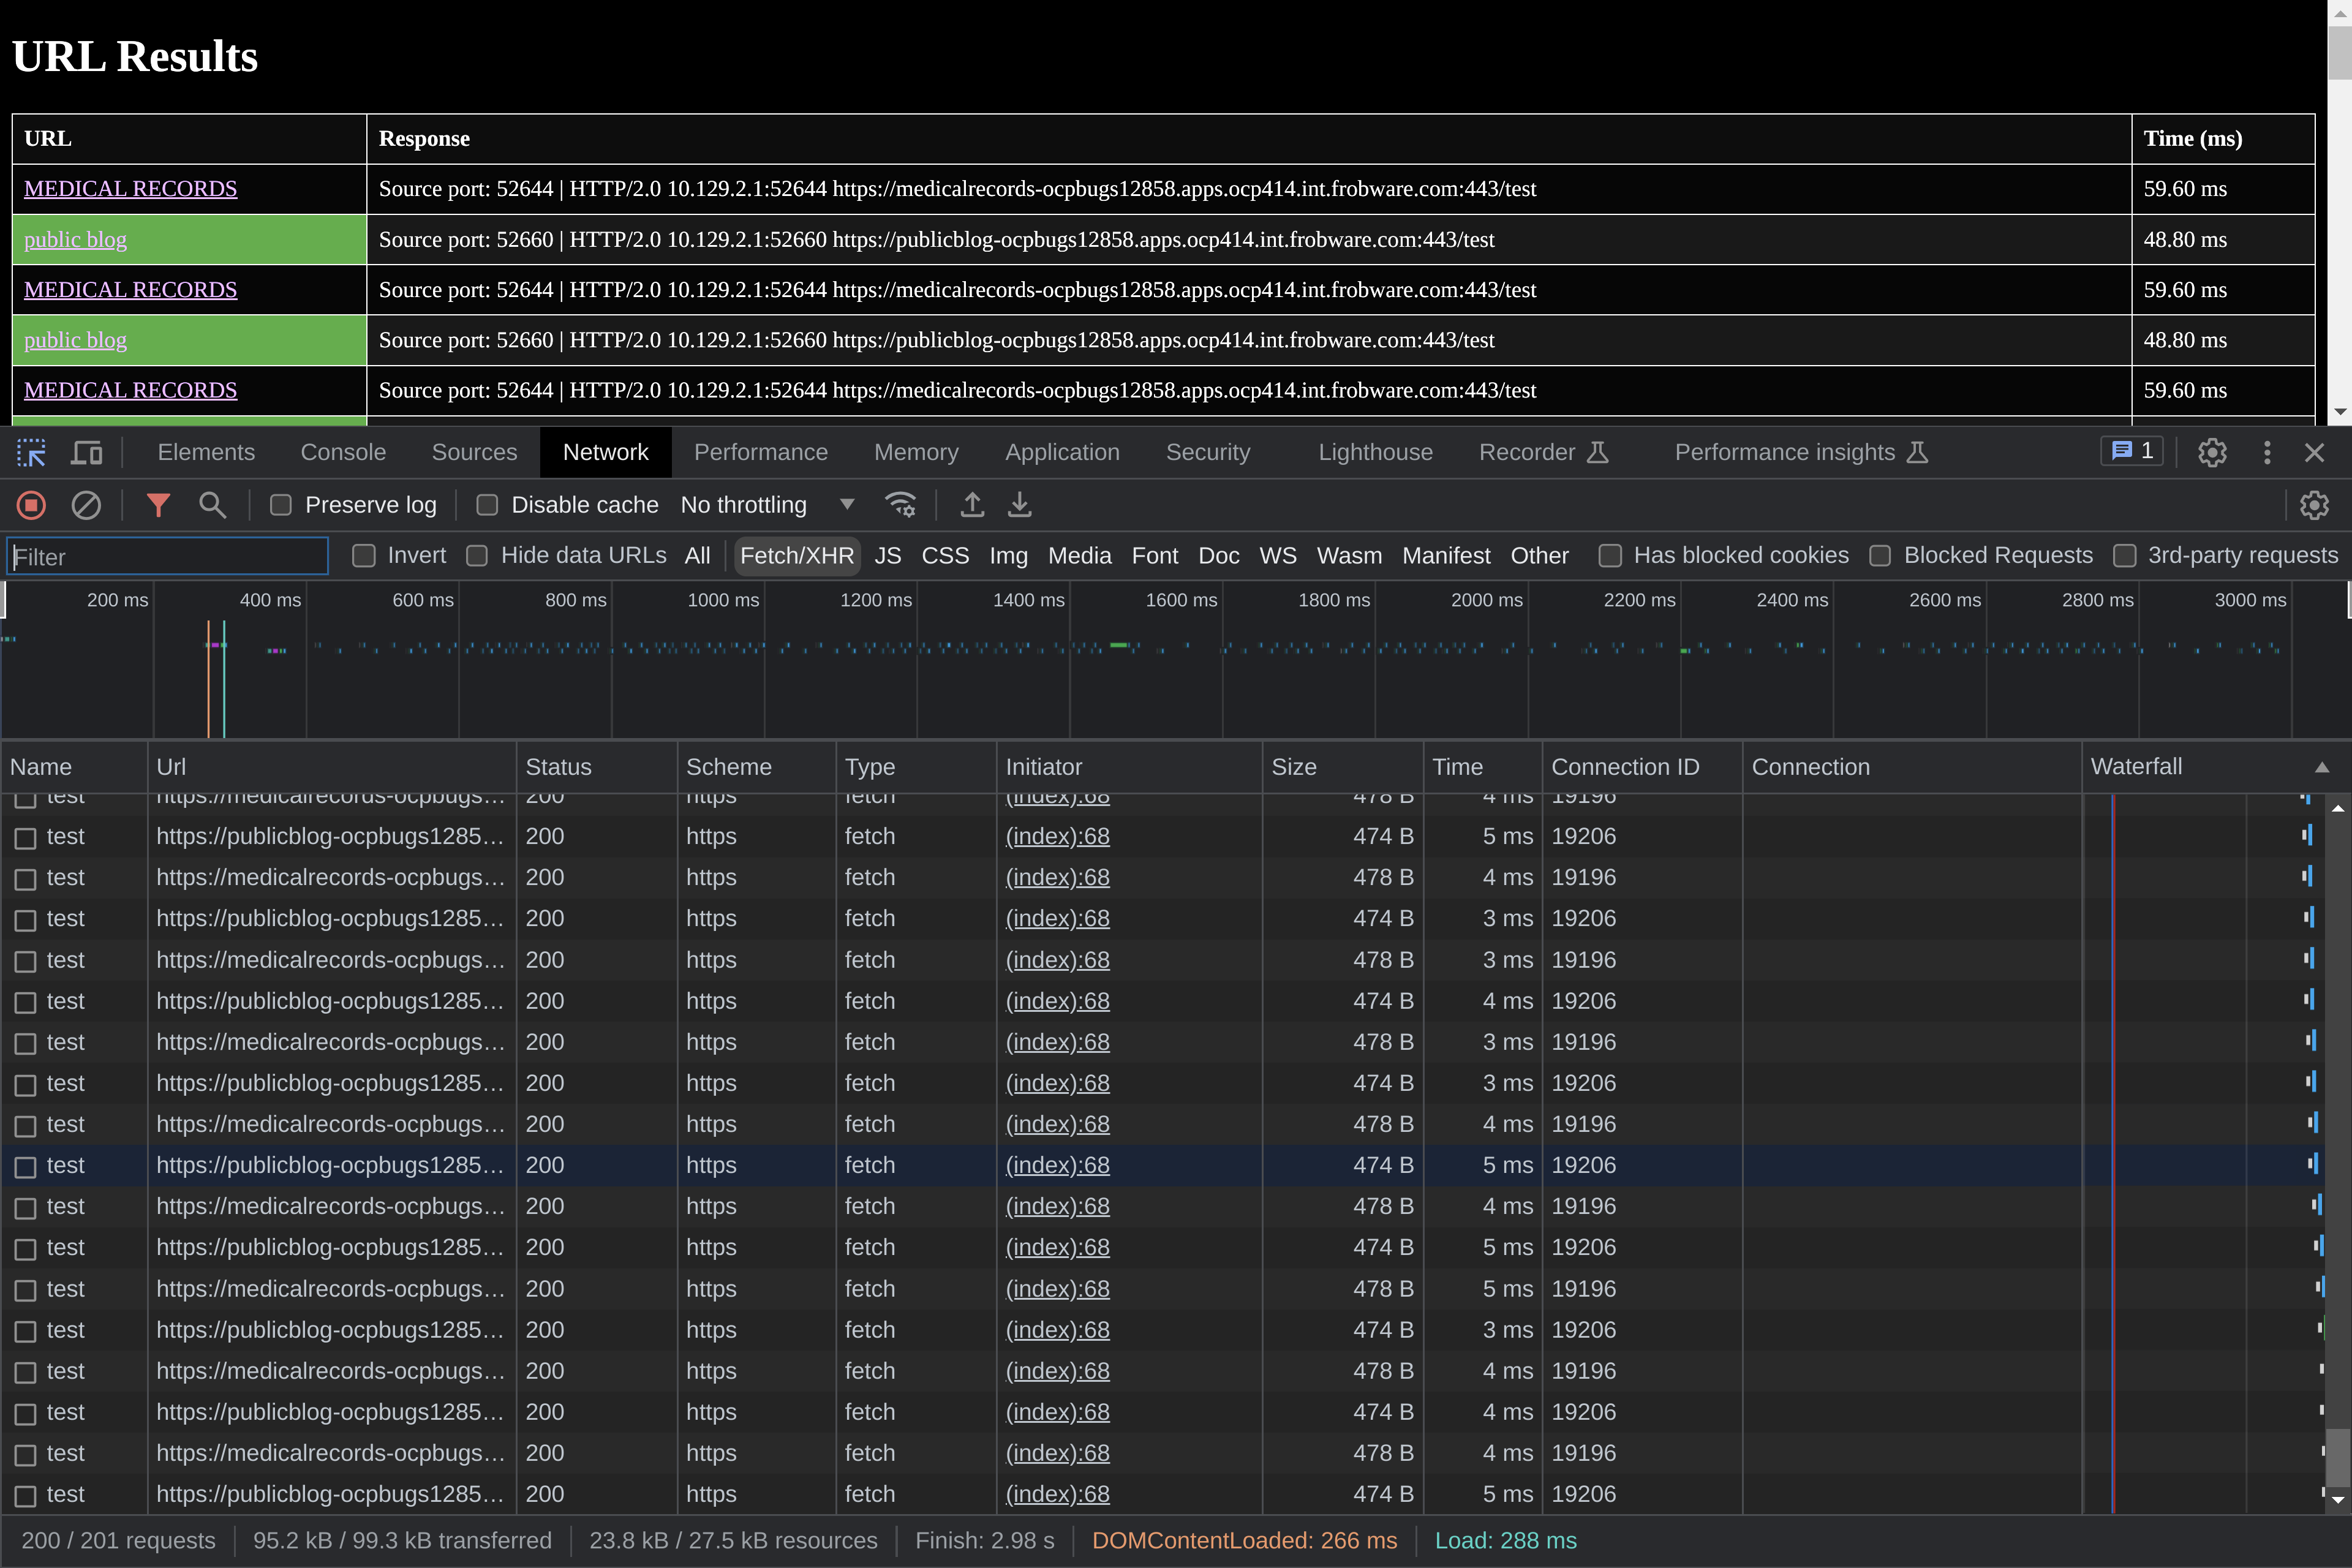 URL Results
URL Response Time (ms)
MEDICAL RECORDS Source port: 52644 | HTTP/2.0 10.129.2.1:52644 https://medicalrecords-ocpbugs12858.apps.ocp414.int.frobware.com:443/test 59.60 ms
public blog Source port: 52660 | HTTP/2.0 10.129.2.1:52660 https://publicblog-ocpbugs12858.apps.ocp414.int.frobware.com:443/test 48.80 ms
MEDICAL RECORDS Source port: 52644 | HTTP/2.0 10.129.2.1:52644 https://medicalrecords-ocpbugs12858.apps.ocp414.int.frobware.com:443/test 59.60 ms
public blog Source port: 52660 | HTTP/2.0 10.129.2.1:52660 https://publicblog-ocpbugs12858.apps.ocp414.int.frobware.com:443/test 48.80 ms
MEDICAL RECORDS Source port: 52644 | HTTP/2.0 10.129.2.1:52644 https://medicalrecords-ocpbugs12858.apps.ocp414.int.frobware.com:443/test 59.60 ms
Elements Console Sources Network Performance Memory Application Security Lighthouse Recorder Performance insights 1
Preserve log Disable cache No throttling
Filter Invert Hide data URLs All Fetch/XHR JS CSS Img Media Font Doc WS Wasm Manifest Other Has blocked cookies Blocked Requests 3rd-party requests
200 ms 400 ms 600 ms 800 ms 1000 ms 1200 ms 1400 ms 1600 ms 1800 ms 2000 ms 2200 ms 2400 ms 2600 ms 2800 ms 3000 ms
Name Url Status Scheme Type Initiator Size Time Connection ID Connection Waterfall
test https://medicalrecords-ocpbugs… 200 https fetch (index):68 478 B 4 ms 19196
test https://publicblog-ocpbugs1285… 200 https fetch (index):68 474 B 5 ms 19206
test https://medicalrecords-ocpbugs… 200 https fetch (index):68 478 B 4 ms 19196
test https://publicblog-ocpbugs1285… 200 https fetch (index):68 474 B 3 ms 19206
test https://medicalrecords-ocpbugs… 200 https fetch (index):68 478 B 3 ms 19196
test https://publicblog-ocpbugs1285… 200 https fetch (index):68 474 B 4 ms 19206
test https://medicalrecords-ocpbugs… 200 https fetch (index):68 478 B 3 ms 19196
test https://publicblog-ocpbugs1285… 200 https fetch (index):68 474 B 3 ms 19206
test https://medicalrecords-ocpbugs… 200 https fetch (index):68 478 B 4 ms 19196
test https://publicblog-ocpbugs1285… 200 https fetch (index):68 474 B 5 ms 19206
test https://medicalrecords-ocpbugs… 200 https fetch (index):68 478 B 4 ms 19196
test https://publicblog-ocpbugs1285… 200 https fetch (index):68 474 B 5 ms 19206
test https://medicalrecords-ocpbugs… 200 https fetch (index):68 478 B 5 ms 19196
test https://publicblog-ocpbugs1285… 200 https fetch (index):68 474 B 3 ms 19206
test https://medicalrecords-ocpbugs… 200 https fetch (index):68 478 B 4 ms 19196
test https://publicblog-ocpbugs1285… 200 https fetch (index):68 474 B 4 ms 19206
test https://medicalrecords-ocpbugs… 200 https fetch (index):68 478 B 4 ms 19196
test https://publicblog-ocpbugs1285… 200 https fetch (index):68 474 B 5 ms 19206
200 / 201 requests 95.2 kB / 99.3 kB transferred 23.8 kB / 27.5 kB resources Finish: 2.98 s DOMContentLoaded: 266 ms Load: 288 ms